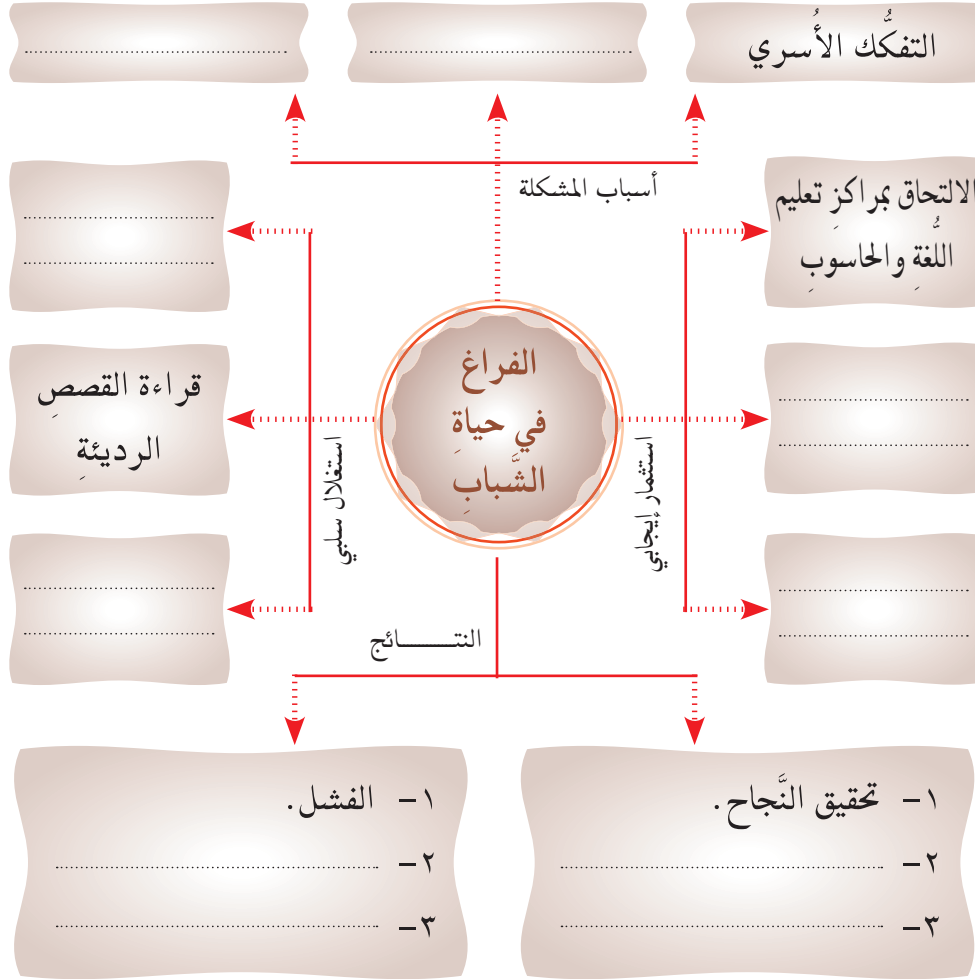 التفكُّك الأُسري
أسباب المشكلة
الالتحاق بمراكزِ تعليم
اللُّغةِ والحاسوبِ
الفراغ
في حياةِ
الشَّبابِ
استثمار إيجابي
استغلال سلبي
قراءة القصصِ
الرديئةِ
النتـــــــائج
١- تحقيق النَّجاح.
٢-
٣-
١- الفشل.
٢-
٣-